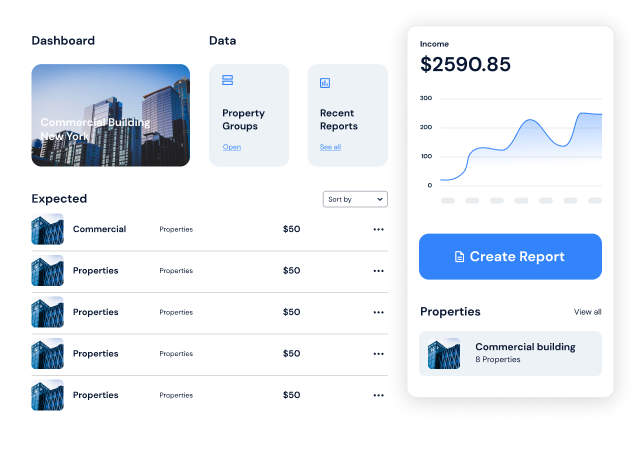 Dashboard
Commercial Building
New York
Data
Property
Groups
Open
Recent
Reports
See all
Expected
Sort by
Commercial Properties $50
Properties Properties $50
Properties Properties $50
Properties Properties $50
Properties Properties $50
Income
$2590.85
300
200
100
0
Create Report
Properties
View all
Commercial building
8 Properties